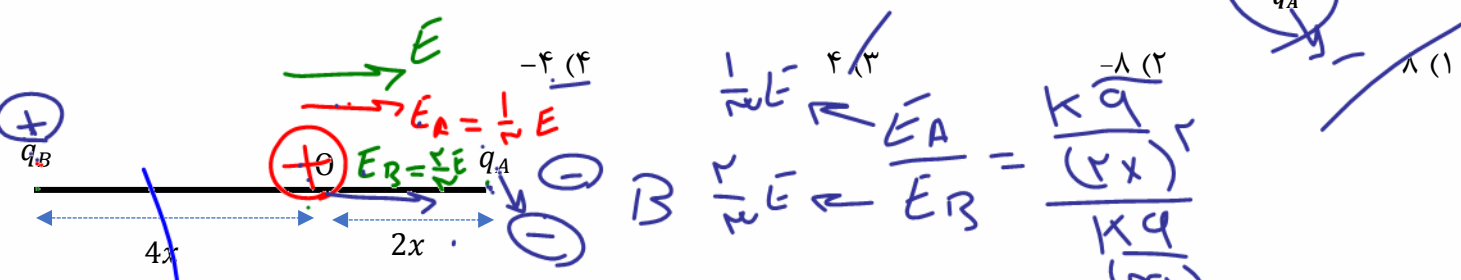 q_A
۸ (۱
-۸ (۲
۴ (۳
-۴ (۴
E
E_A = ۱/۳ E
E_B = ۲/۳ E
+
q_B
+
O
q_A
-
-
4x
2x
۱/۳ E
۲/۳ E
B
E_A / E_B = (Kq / (۲x)^۲) / (Kq
-